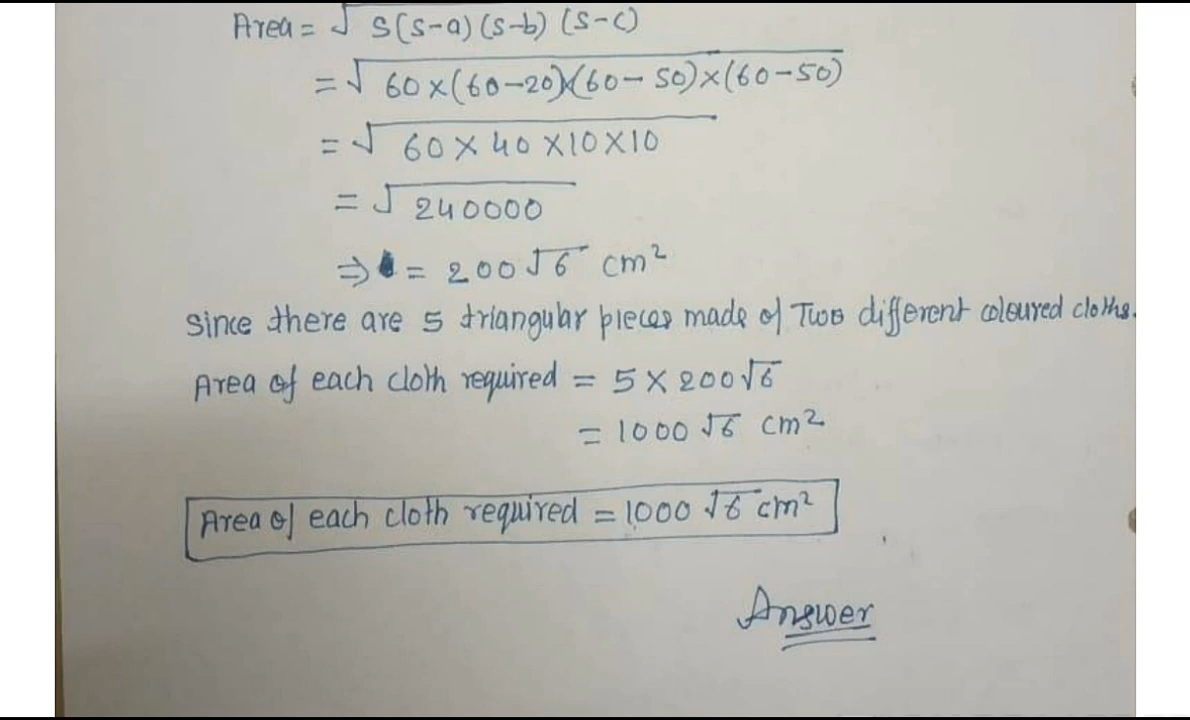 Area = √ S(S-a) (S-b) (S-c)
= √ 60×(60-20)(60-50)×(60-50)
= √ 60 × 40 ×10×10
= √ 240000
⇒ = 200 √6 cm²
Since there are 5 triangular pieces made of Two different coloured cloths.
Area of each cloth required = 5 × 200√6
= 1000 √6 cm²
Area of each cloth required = 1000 √6 cm²
Answer